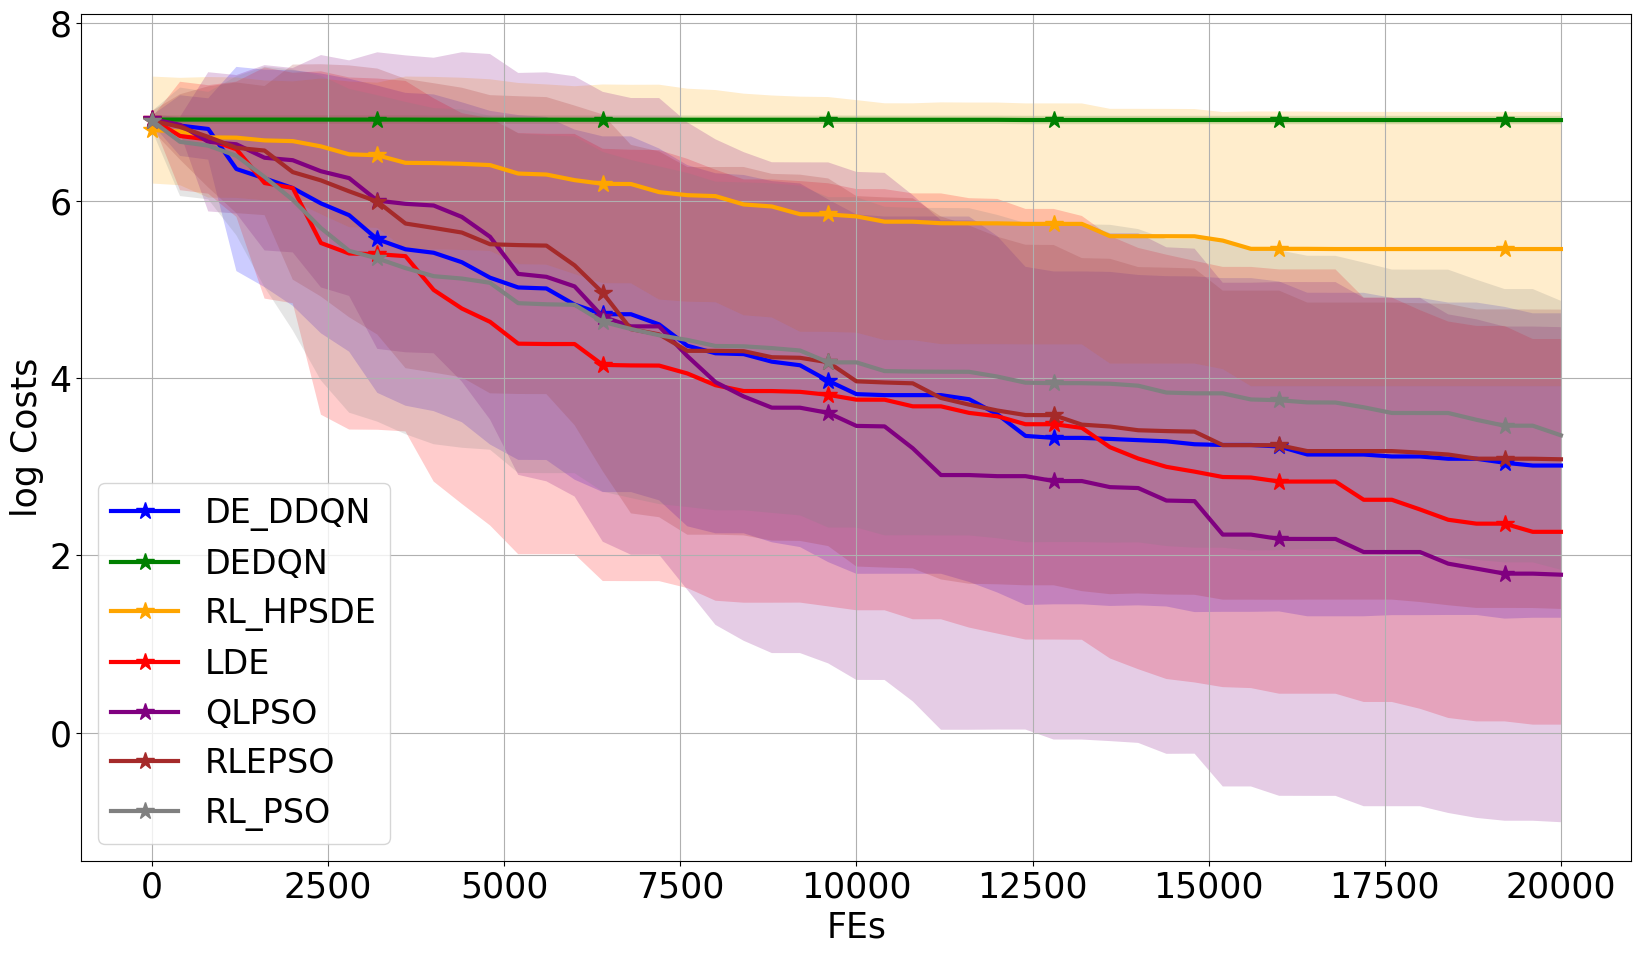 8
6
4
2
0
log Costs
DE_DDQN
DEDQN
RL_HPSDE
LDE
QLPSO
RLEPSO
RL_PSO
0 2500 5000 7500 10000 12500 15000 17500 20000
FEs